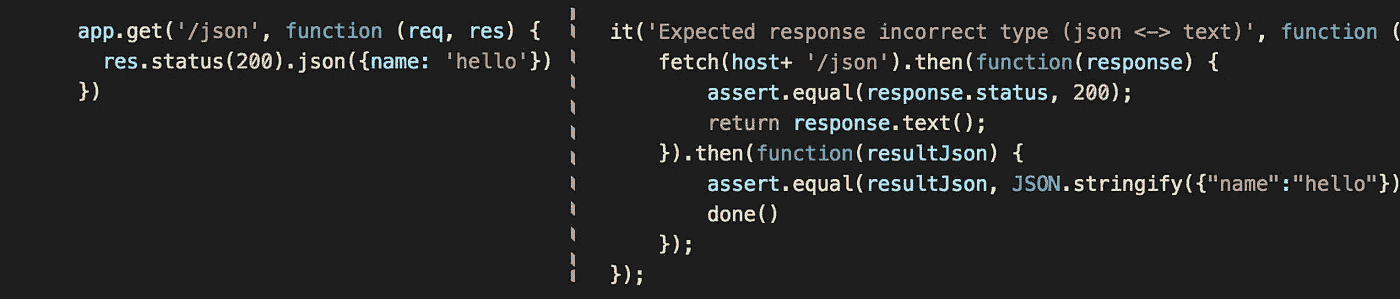 app.get('/json', function (req, res) {
res.status(200).json({name: 'hello'})
})
it('Expected response incorrect type (json <-> text)', function (
fetch(host+ '/json').then(function(response) {
assert.equal(response.status, 200);
return response.text();
}).then(function(resultJson) {
assert.equal(resultJson, JSON.stringify({"name":"hello"})
done()
});
});